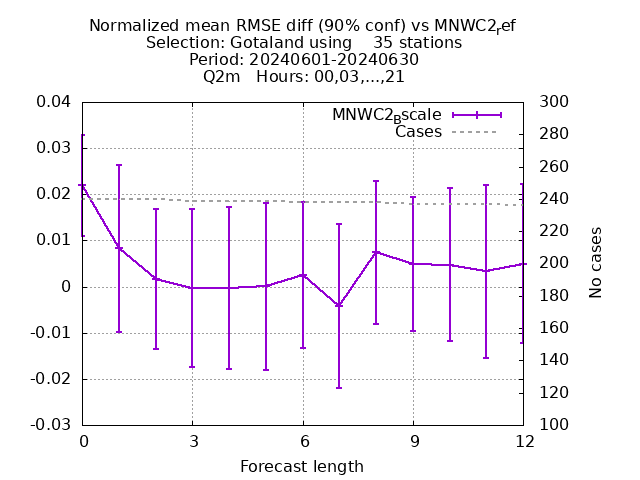 Normalized mean RMSE diff (90% conf) vs MNWC2ref
Selection: Gotaland using 35 stations
Period: 20240601-20240630
Q2m Hours: 00,03,...,21
MNWC2Bscale
Cases
0.04
0.03
0.02
0.01
0
-0.01
-0.02
-0.03
300
280
260
240
220
200
180
160
140
120
100
No cases
0 3 6 9 12
Forecast length